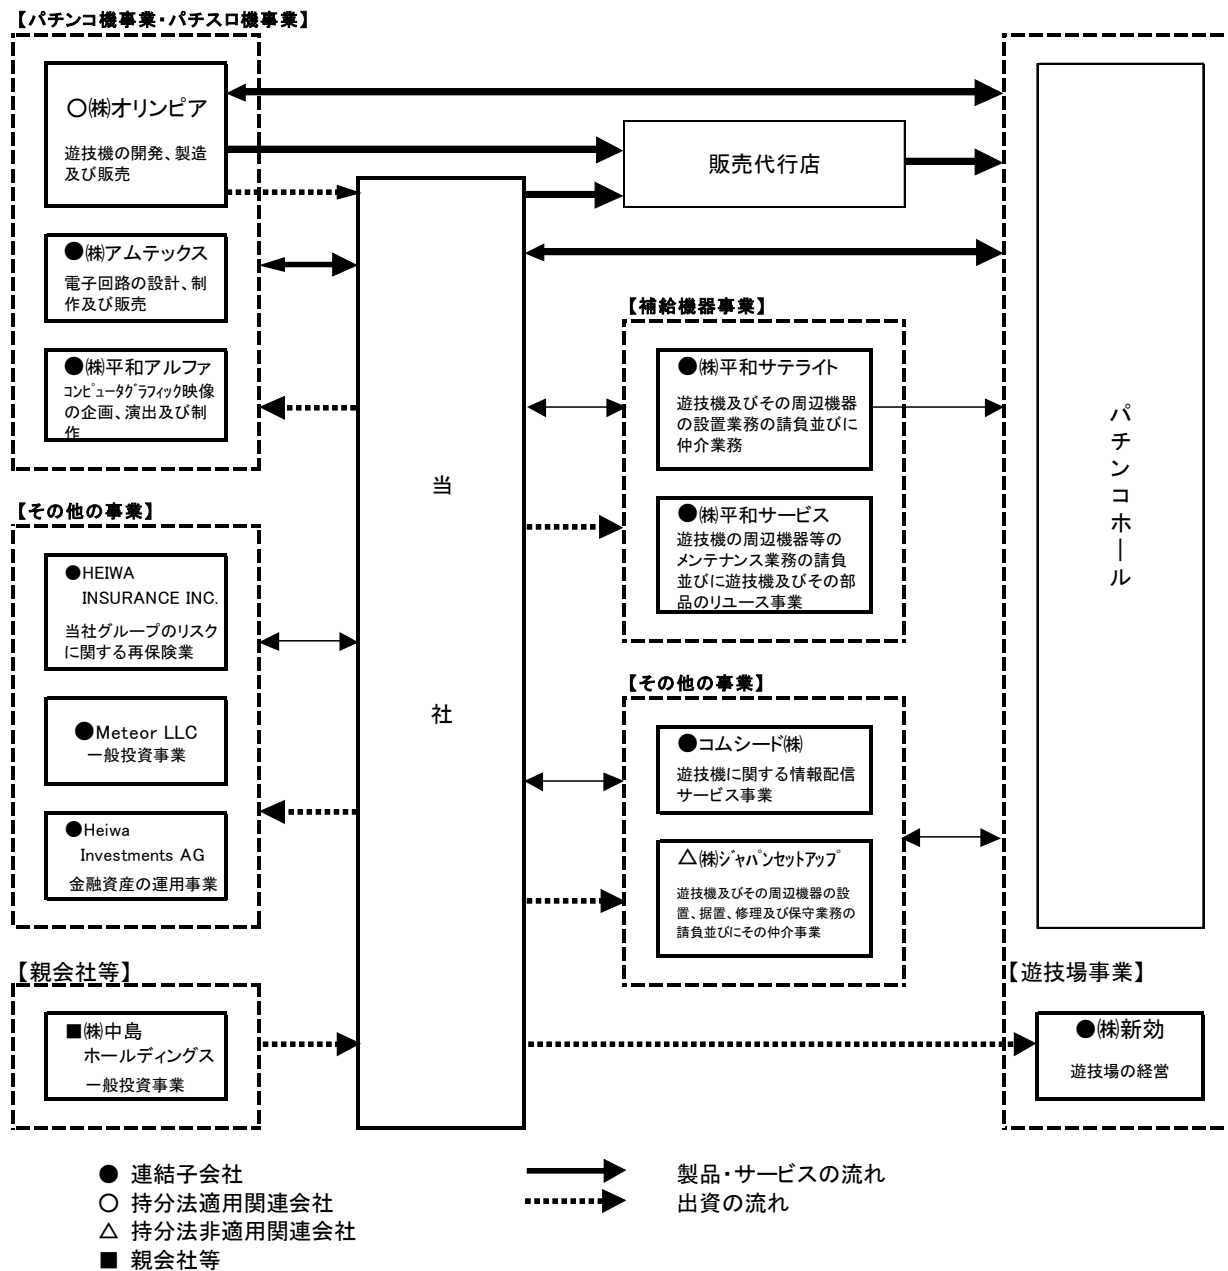 【パチンコ機事業・パチスロ機事業】
○㈱オリンピア
遊技機の開発、製造
及び販売
●㈱アムテックス
電子回路の設計、制
作及び販売
●㈱平和アルファ
ｺﾝﾋﾟｭｰﾀｸﾞﾗﾌｨｯｸ映像
の企画、演出及び制
作
【その他の事業】
●HEIWA
INSURANCE INC.
当社グループのリスク
に関する再保険業
●Meteor LLC
一般投資事業
●Heiwa
Investments AG
金融資産の運用事業
【親会社等】
■㈱中島
ホールディングス
一般投資事業
当
社
販売代行店
【補給機器事業】
●㈱平和サテライト
遊技機及びその周辺機器
の設置業務の請負並びに
仲介業務
●㈱平和サービス
遊技機の周辺機器等の
メンテナンス業務の請負
並びに遊技機及びその部
品のリユース事業
【その他の事業】
●コムシード㈱
遊技機に関する情報配信
サービス事業
△㈱ｼﾞｬﾊﾟﾝｾｯﾄｱｯﾌﾟ
遊技機及びその周辺機器の設
置、据置、修理及び保守業務の
請負並びにその仲介事業
パチンコホール
【遊技場事業】
●㈱新効
遊技場の経営
● 連結子会社
○ 持分法適用関連会社
△ 持分法非適用関連会社
■ 親会社等
製品・サービスの流れ
出資の流れ